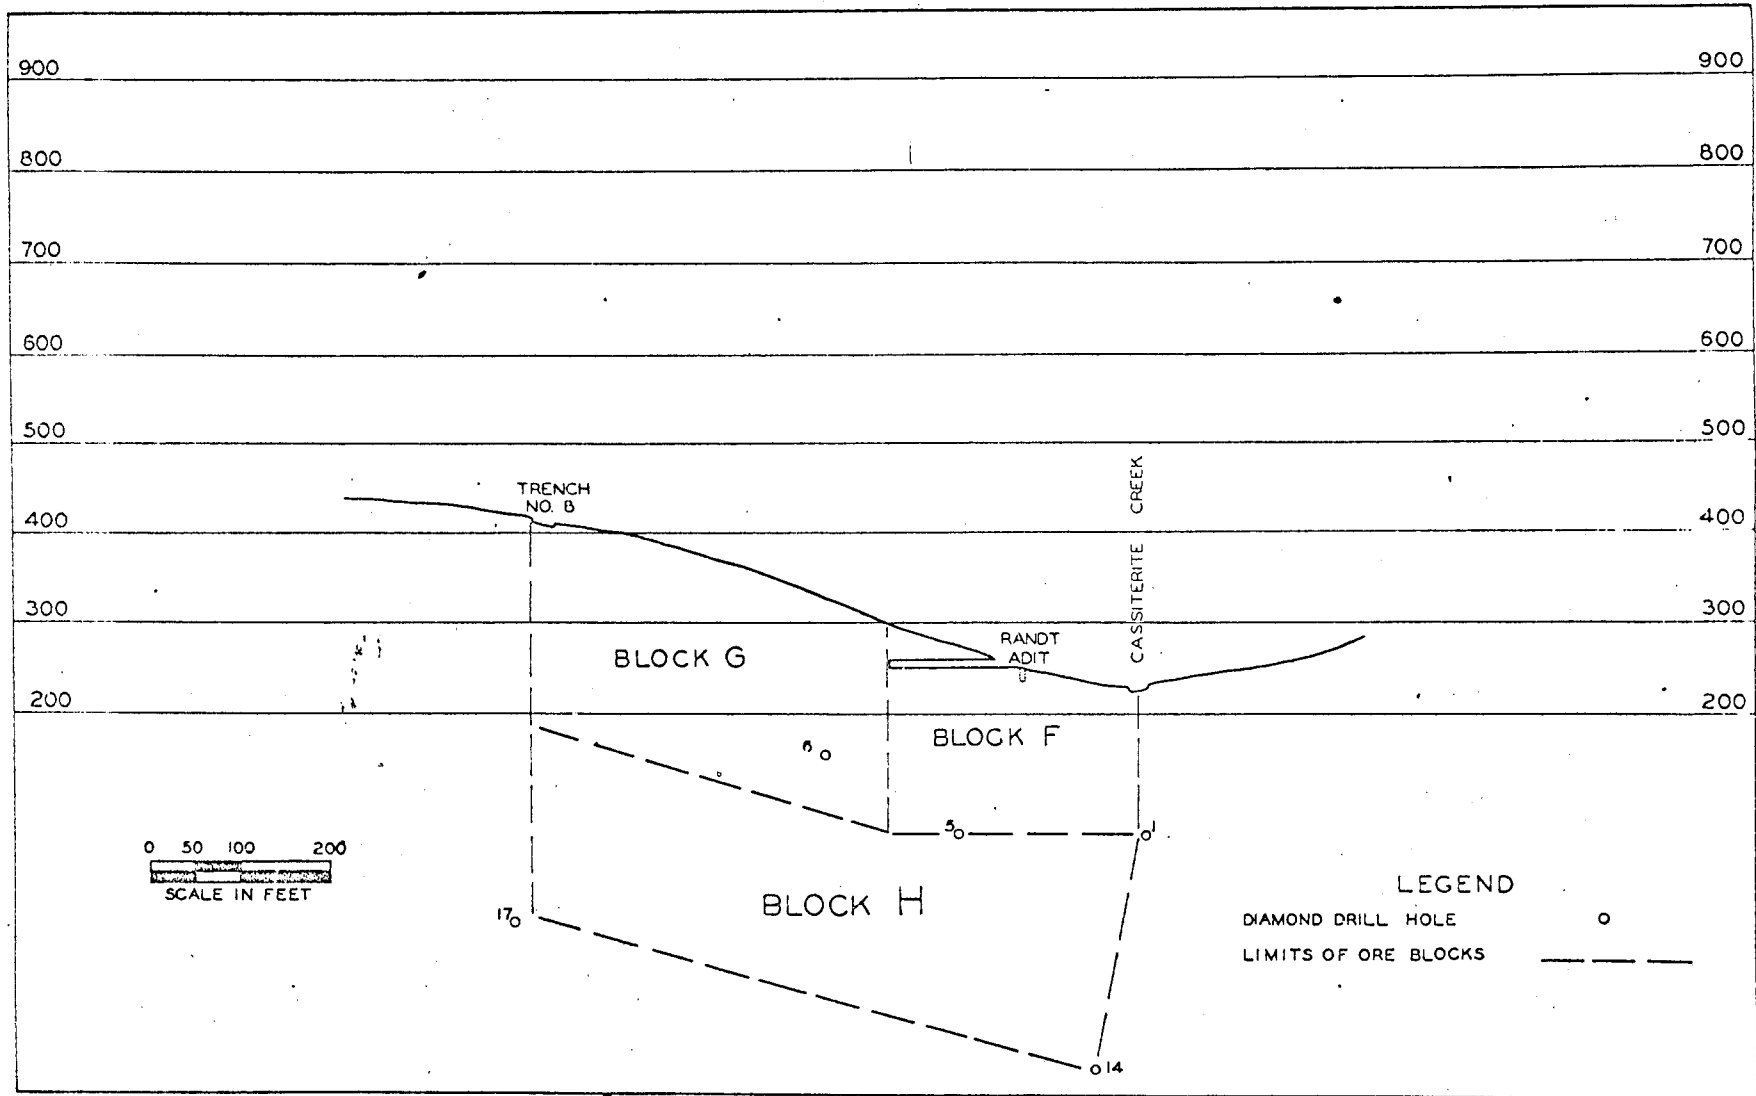 900 900
800 800
700 700
600 600
500 500
TRENCH
NO. 8
400 400
CASSITERITE CREEK
300 300
RANDT
ADIT
BLOCK G
200 200
BLOCK F
5
1
0 50 100 200
SCALE IN FEET
BLOCK H
17
14
LEGEND
DIAMOND DRILL HOLE
LIMITS OF ORE BLOCKS